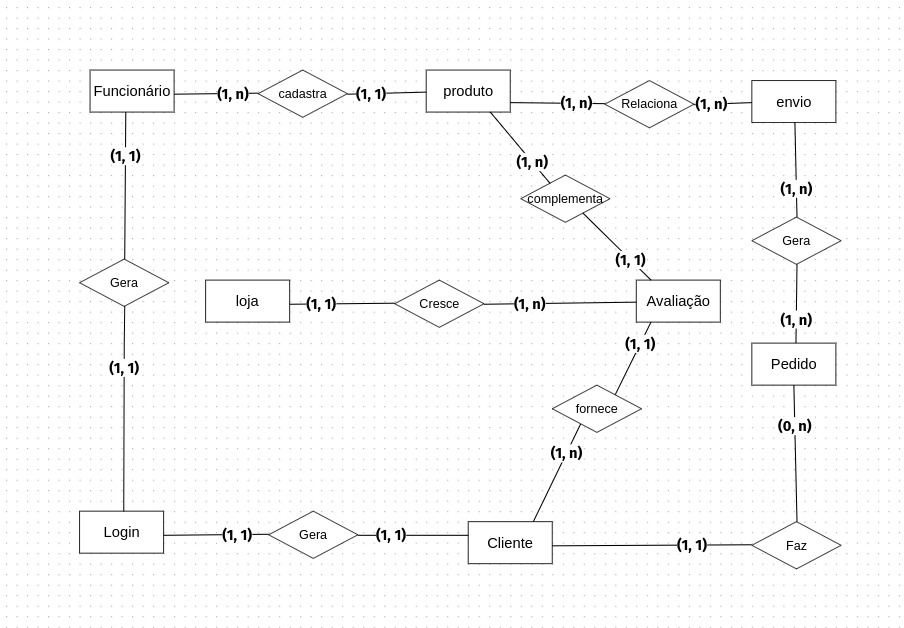 Funcionário
(1, n)
cadastra
(1, 1)
produto
(1, n)
Relaciona
(1, n)
envio
(1, 1)
(1, n)
complementa
(1, n)
Gera
(1, 1)
Gera
loja
(1, 1)
Cresce
(1, n)
Avaliação
(1, n)
(1, 1)
Pedido
(1, 1)
fornece
(0, n)
(1, n)
Login
(1, 1)
Gera
(1, 1)
Cliente
(1, 1)
Faz